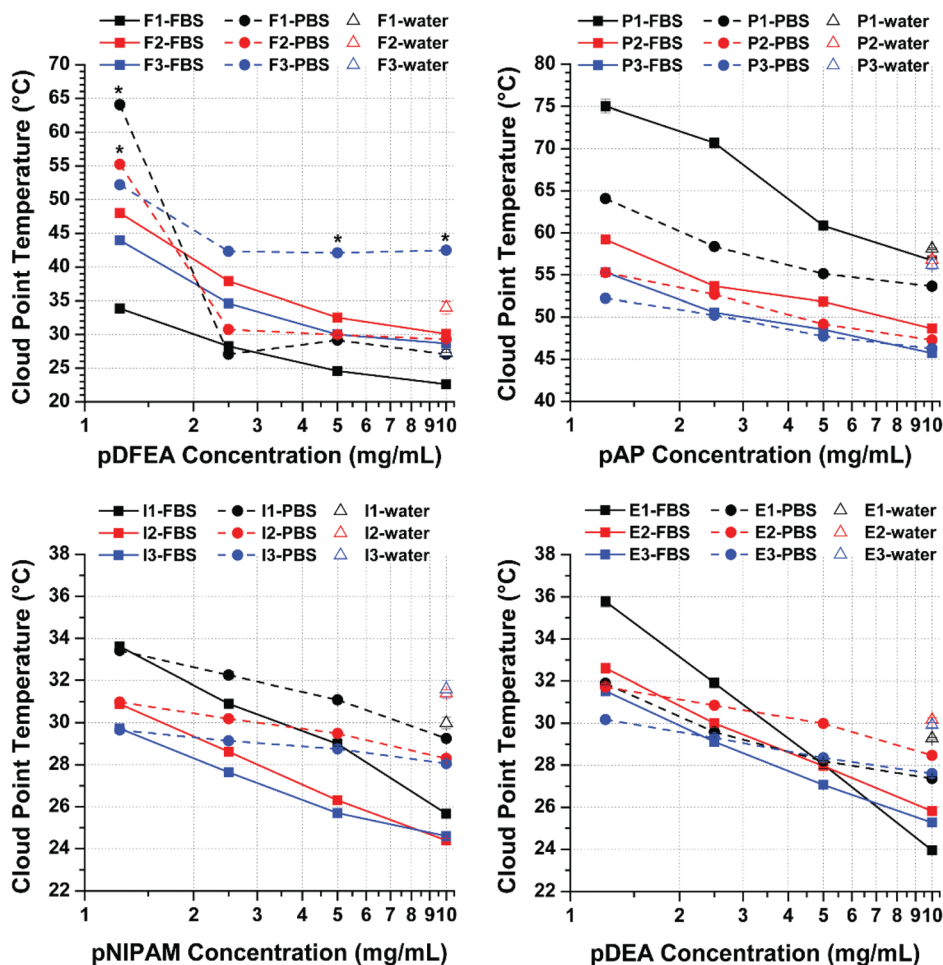 F1-FBS F1-PBS F1-water
F2-FBS F2-PBS F2-water
F3-FBS F3-PBS F3-water
Cloud Point Temperature (°C)
70
65
60
55
50
45
40
35
30
25
20
*
*
*
*
1 2 3 4 5 6 7 8 910
pDFEA Concentration (mg/mL)
P1-FBS P1-PBS P1-water
P2-FBS P2-PBS P2-water
P3-FBS P3-PBS P3-water
Cloud Point Temperature (°C)
80
75
70
65
60
55
50
45
40
1 2 3 4 5 6 7 8 910
pAP Concentration (mg/mL)
I1-FBS I1-PBS I1-water
I2-FBS I2-PBS I2-water
I3-FBS I3-PBS I3-water
Cloud Point Temperature (°C)
38
36
34
32
30
28
26
24
22
1 2 3 4 5 6 7 8 910
pNIPAM Concentration (mg/mL)
E1-FBS E1-PBS E1-water
E2-FBS E2-PBS E2-water
E3-FBS E3-PBS E3-water
Cloud Point Temperature (°C)
38
36
34
32
30
28
26
24
22
1 2 3 4 5 6 7 8 910
pDEA Concentration (mg/mL)